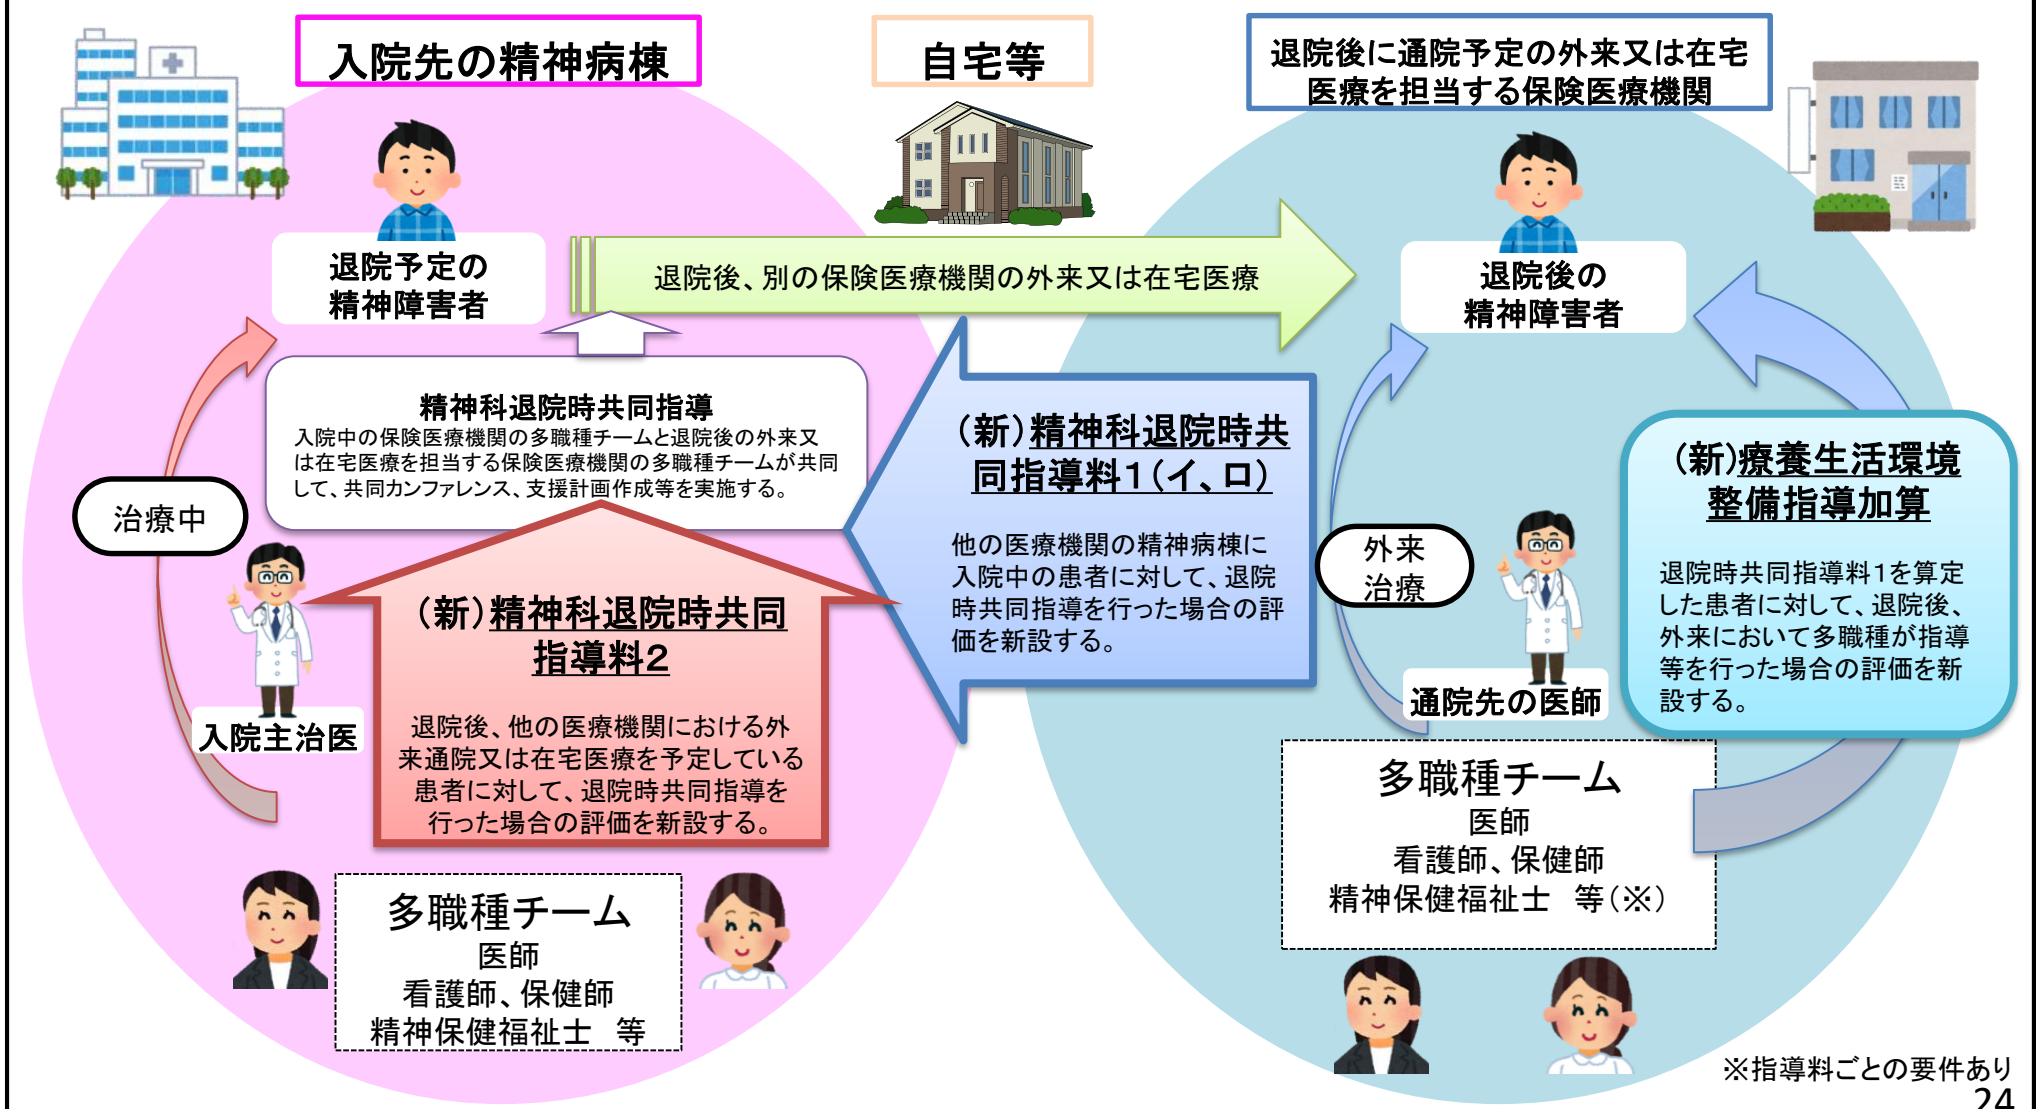 入院先の精神病棟
自宅等
退院後に通院予定の外来又は在宅
医療を担当する保険医療機関
退院予定の
精神障害者
退院後、別の保険医療機関の外来又は在宅医療
退院後の
精神障害者
精神科退院時共同指導
入院中の保険医療機関の多職種チームと退院後の外来又
は在宅医療を担当する保険医療機関の多職種チームが共同
して、共同カンファレンス、支援計画作成等を実施する。
治療中
入院主治医
（新）精神科退院時共同
指導料２
退院後、他の医療機関における外
来通院又は在宅医療を予定している
患者に対して、退院時共同指導を
行った場合の評価を新設する。
（新）精神科退院時共
同指導料１（イ、ロ）
他の医療機関の精神病棟に
入院中の患者に対して、退院
時共同指導を行った場合の評
価を新設する。
外来
治療
通院先の医師
（新）療養生活環境
整備指導加算
退院時共同指導料１を算定
した患者に対して、退院後、
外来において多職種が指導
等を行った場合の評価を新
設する。
多職種チーム
医師
看護師、保健師
精神保健福祉士　等
多職種チーム
医師
看護師、保健師
精神保健福祉士　等（※）
※指導料ごとの要件あり
24